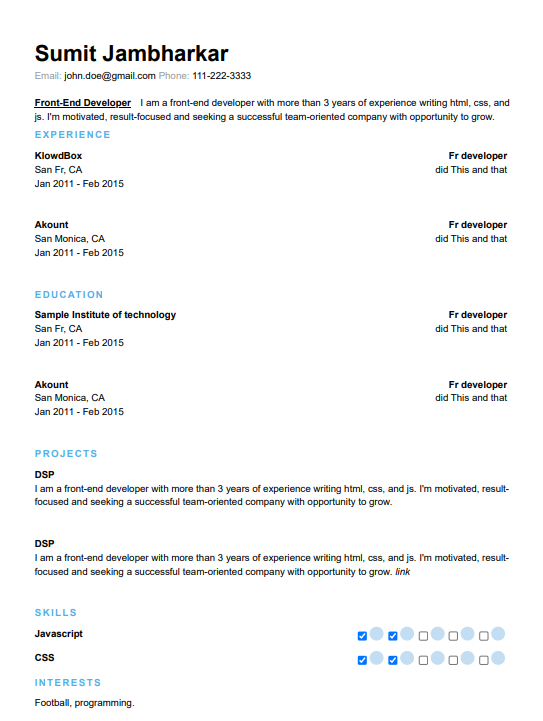 Sumit Jambharkar
Email: john.doe@gmail.com Phone: 111-222-3333
Front-End Developer I am a front-end developer with more than 3 years of experience writing html, css, and
js. I'm motivated, result-focused and seeking a successful team-oriented company with opportunity to grow.
EXPERIENCE
KlowdBox Fr developer
San Fr, CA did This and that
Jan 2011 - Feb 2015
Akount Fr developer
San Monica, CA did This and that
Jan 2011 - Feb 2015
EDUCATION
Sample Institute of technology Fr developer
San Fr, CA did This and that
Jan 2011 - Feb 2015
Akount Fr developer
San Monica, CA did This and that
Jan 2011 - Feb 2015
PROJECTS
DSP
I am a front-end developer with more than 3 years of experience writing html, css, and js. I'm motivated, result-
focused and seeking a successful team-oriented company with opportunity to grow.
DSP
I am a front-end developer with more than 3 years of experience writing html, css, and js. I'm motivated, result-
focused and seeking a successful team-oriented company with opportunity to grow. link
SKILLS
Javascript
CSS
INTERESTS
Football, programming.